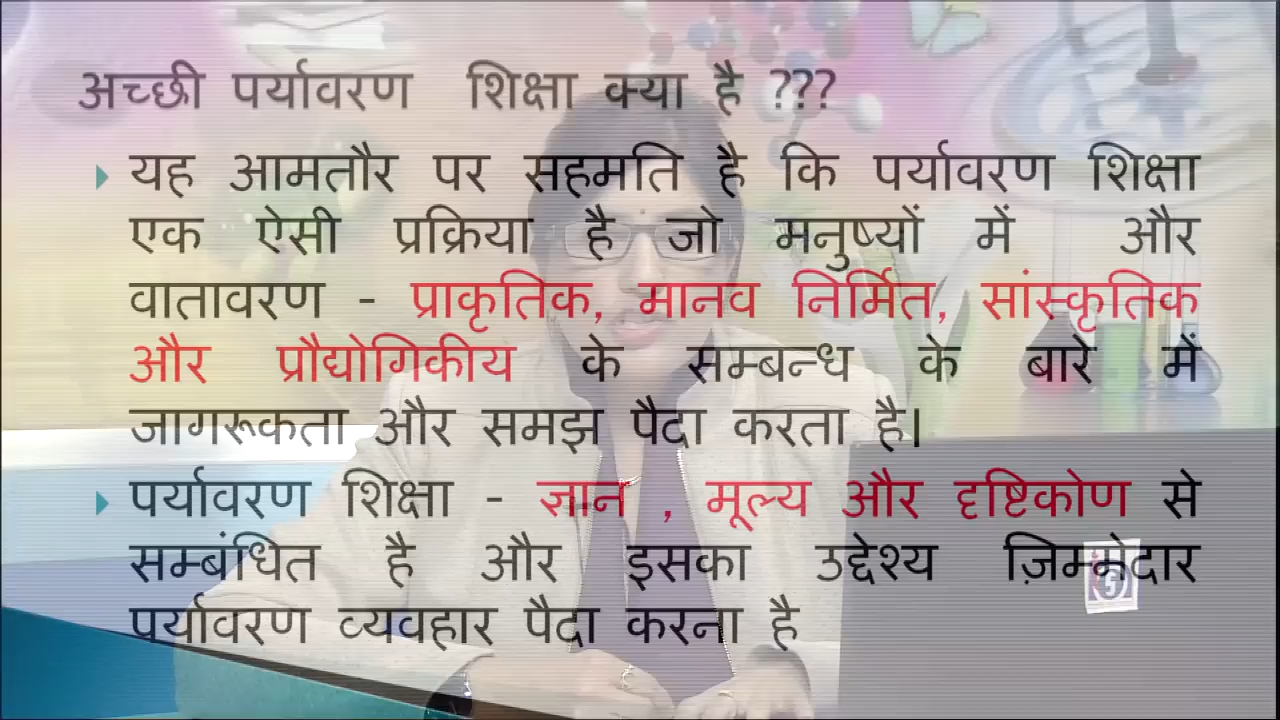 अच्छी पर्यावरण शिक्षा क्या है ???
यह आमतौर पर सहमति है कि पर्यावरण शिक्षा
एक ऐसी प्रक्रिया है जो मनुष्यों में और
वातावरण - प्राकृतिक, मानव निर्मित, सांस्कृतिक
और प्रौद्योगिकीय के सम्बन्ध के बारे में
जागरूकता और समझ पैदा करता है।
पर्यावरण शिक्षा - ज्ञान , मूल्य और दृष्टिकोण से
सम्बंधित है और इसका उद्देश्य ज़िम्मेदार
पर्यावरण व्यवहार पैदा करना है